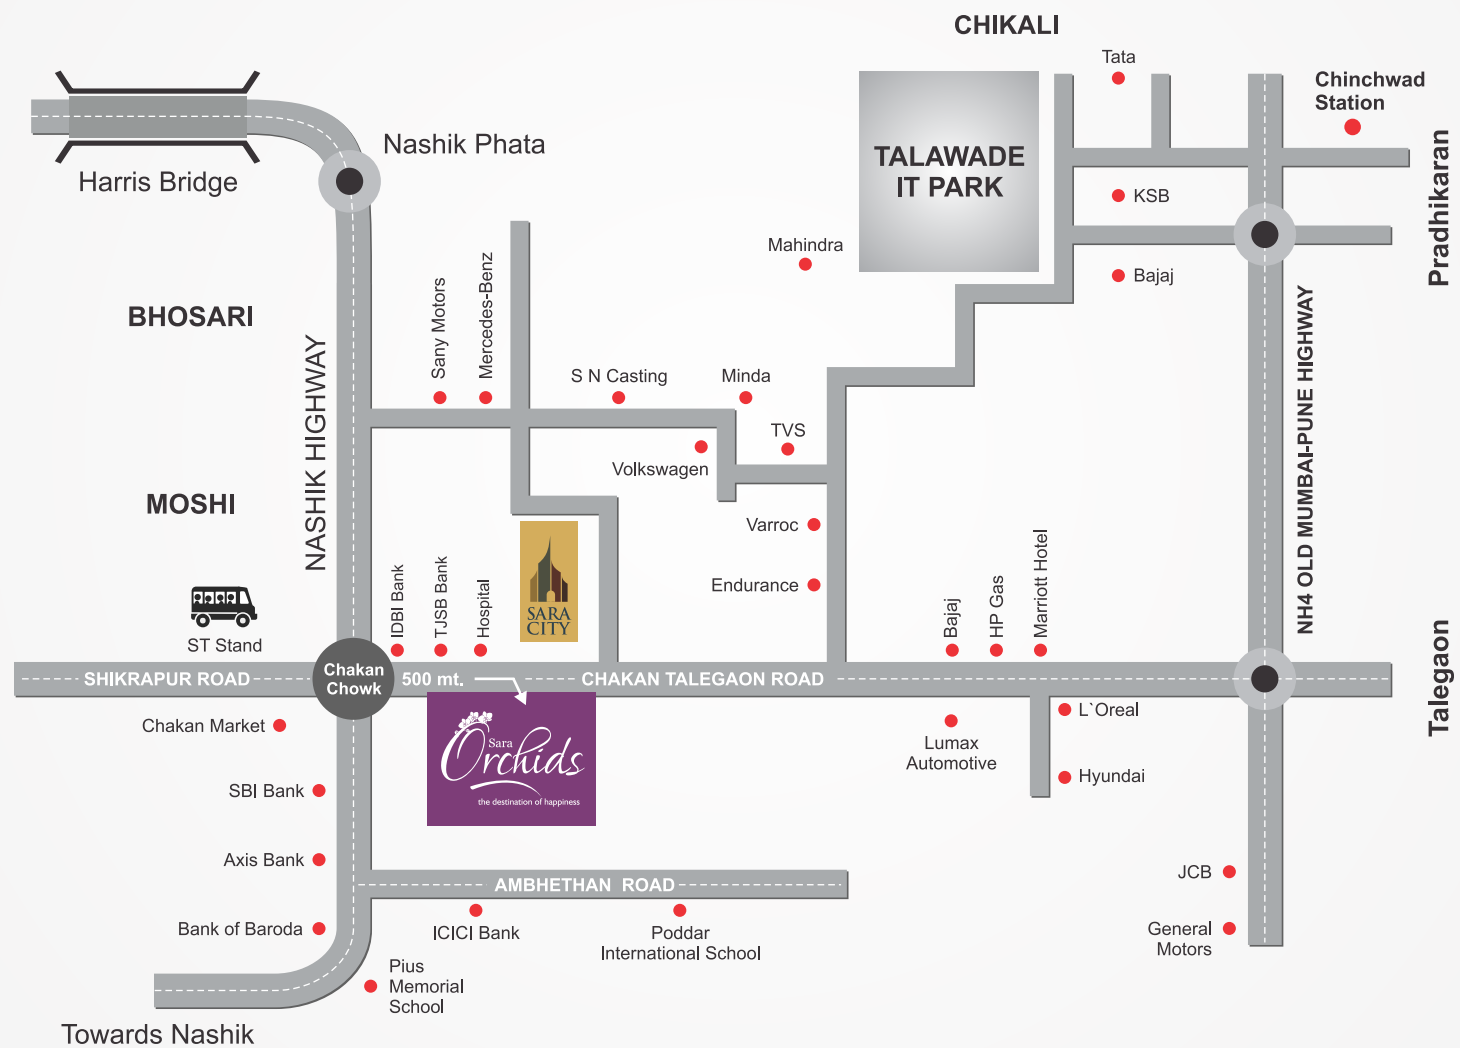 CHIKALI
Tata
Chinchwad
Station
Nashik Phata
Harris Bridge
TALAWADE
IT PARK
Pradhikaran
KSB
Mahindra
Bajaj
BHOSARI
NASHIK HIGHWAY
Sany Motors
Mercedes-Benz
S N Casting
Minda
NH4 OLD MUMBAI-PUNE HIGHWAY
TVS
Volkswagen
MOSHI
Varroc
Endurance
SARA
CITY
ST Stand
IDBI Bank
TJSB Bank
Hospital
Bajaj
HP Gas
Marriott Hotel
Talegaon
SHIKRAPUR ROAD
Chakan
Chowk
500 mt.
CHAKAN TALEGAON ROAD
Chakan Market
Sara
Orchids
the destination of happiness
L`Oreal
Lumax
Automotive
Hyundai
SBI Bank
Axis Bank
JCB
AMBHETHAN ROAD
Bank of Baroda
ICICI Bank
Poddar
International School
General
Motors
Pius
Memorial
School
Towards Nashik